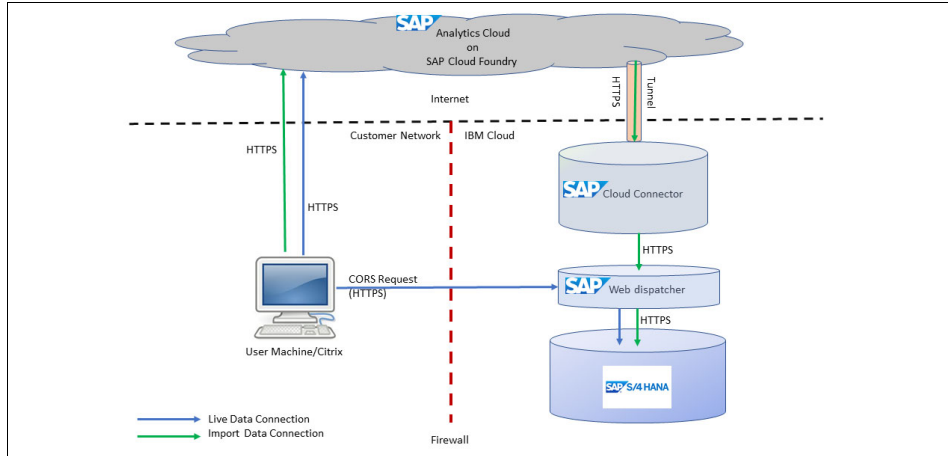 SAP
Analytics Cloud
on
SAP Cloud Foundry
Internet
HTTPS
Tunnel
Customer Network
IBM Cloud
HTTPS
SAP
Cloud Connector
HTTPS
HTTPS
CORS Request
(HTTPS)
SAP
Web dispatcher
HTTPS
User Machine/Citrix
SAP S/4HANA
Live Data Connection
Import Data Connection
Firewall